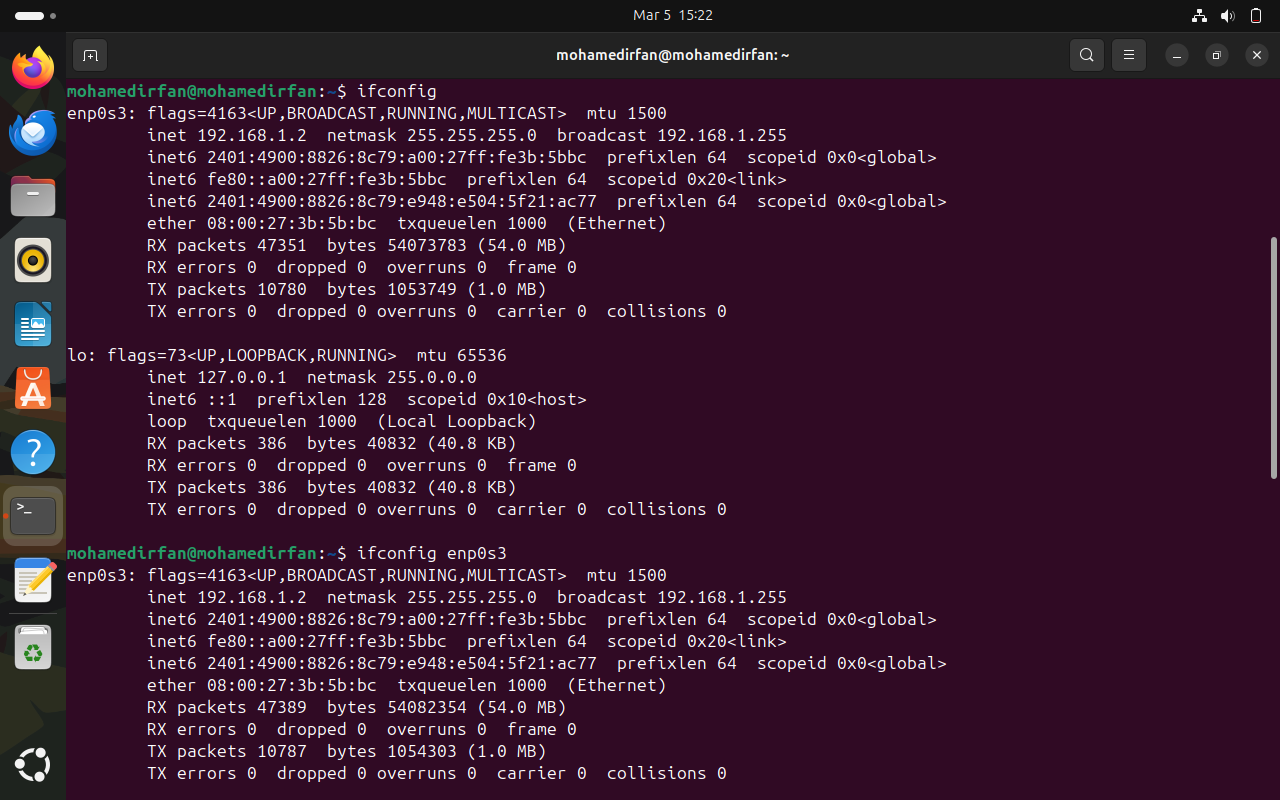 Mar 5 15:22
mohamedirfan@mohamedirfan: ~
mohamedirfan@mohamedirfan:~$ ifconfig
enp0s3: flags=4163<UP,BROADCAST,RUNNING,MULTICAST>  mtu 1500
        inet 192.168.1.2  netmask 255.255.255.0  broadcast 192.168.1.255
        inet6 2401:4900:8826:8c79:a00:27ff:fe3b:5bbc  prefixlen 64  scopeid 0x0<global>
        inet6 fe80::a00:27ff:fe3b:5bbc  prefixlen 64  scopeid 0x20<link>
        inet6 2401:4900:8826:8c79:e948:e504:5f21:ac77  prefixlen 64  scopeid 0x0<global>
        ether 08:00:27:3b:5b:bc  txqueuelen 1000  (Ethernet)
        RX packets 47351  bytes 54073783 (54.0 MB)
        RX errors 0  dropped 0  overruns 0  frame 0
        TX packets 10780  bytes 1053749 (1.0 MB)
        TX errors 0  dropped 0 overruns 0  carrier 0  collisions 0

lo: flags=73<UP,LOOPBACK,RUNNING>  mtu 65536
        inet 127.0.0.1  netmask 255.0.0.0
        inet6 ::1  prefixlen 128  scopeid 0x10<host>
        loop  txqueuelen 1000  (Local Loopback)
        RX packets 386  bytes 40832 (40.8 KB)
        RX errors 0  dropped 0  overruns 0  frame 0
        TX packets 386  bytes 40832 (40.8 KB)
        TX errors 0  dropped 0 overruns 0  carrier 0  collisions 0

mohamedirfan@mohamedirfan:~$ ifconfig enp0s3
enp0s3: flags=4163<UP,BROADCAST,RUNNING,MULTICAST>  mtu 1500
        inet 192.168.1.2  netmask 255.255.255.0  broadcast 192.168.1.255
        inet6 2401:4900:8826:8c79:a00:27ff:fe3b:5bbc  prefixlen 64  scopeid 0x0<global>
        inet6 fe80::a00:27ff:fe3b:5bbc  prefixlen 64  scopeid 0x20<link>
        inet6 2401:4900:8826:8c79:e948:e504:5f21:ac77  prefixlen 64  scopeid 0x0<global>
        ether 08:00:27:3b:5b:bc  txqueuelen 1000  (Ethernet)
        RX packets 47389  bytes 54082354 (54.0 MB)
        RX errors 0  dropped 0  overruns 0  frame 0
        TX packets 10787  bytes 1054303 (1.0 MB)
        TX errors 0  dropped 0 overruns 0  carrier 0  collisions 0